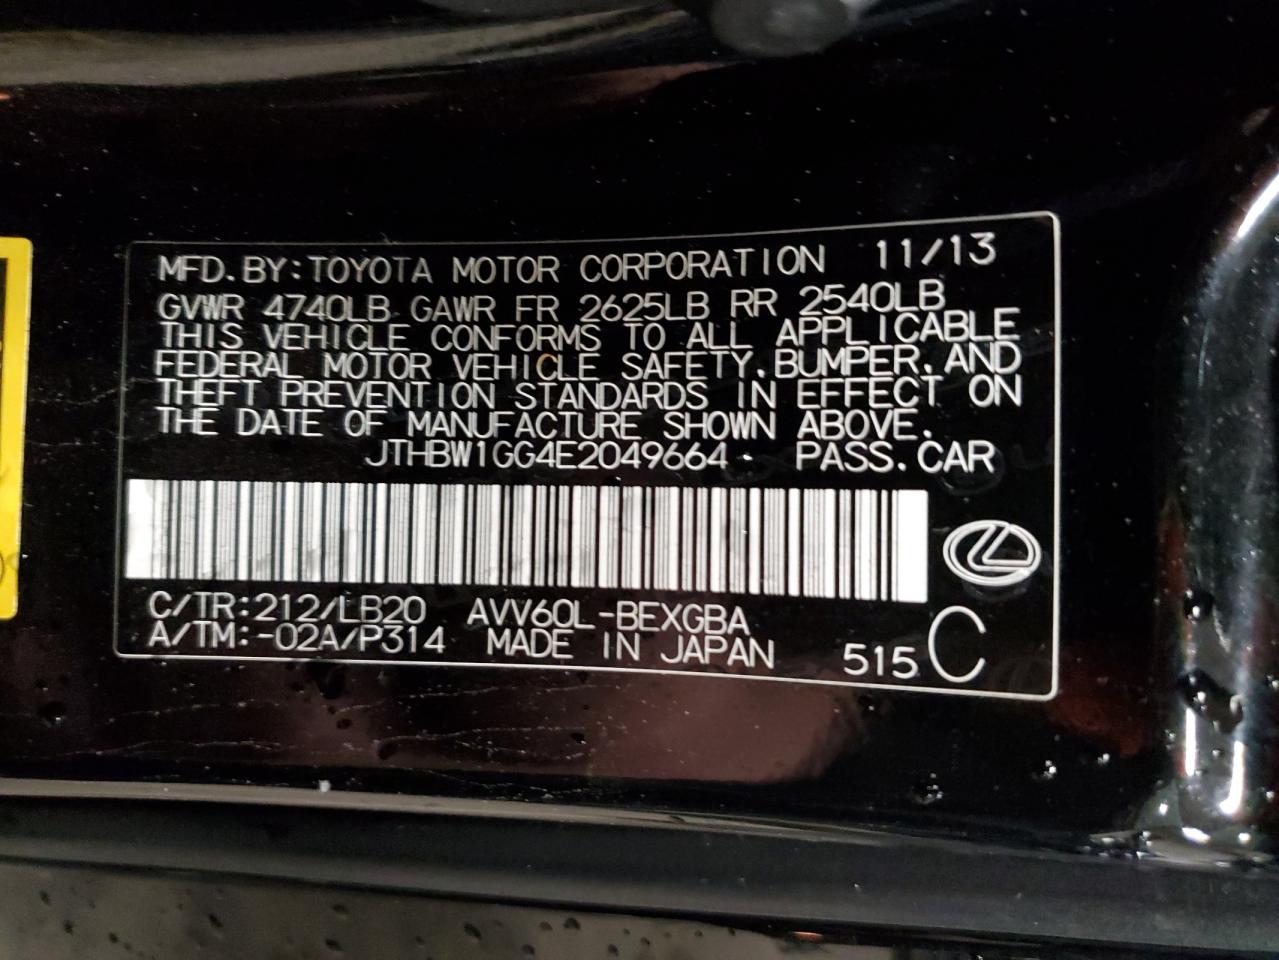 MFD.BY:TOYOTA MOTOR CORPORATION 11/13
GVWR 4740LB GAWR FR 2625LB RR 2540LB
THIS VEHICLE CONFORMS TO ALL APPLICABLE
FEDERAL MOTOR VEHICLE SAFETY,BUMPER,AND
THEFT PREVENTION STANDARDS IN EFFECT ON
THE DATE OF MANUFACTURE SHOWN ABOVE.
JTHBW1GG4E2049664 PASS.CAR
C/TR:212/LB20 AVV60L-BEXGBA
A/TM:-02A/P314 MADE IN JAPAN 515 C